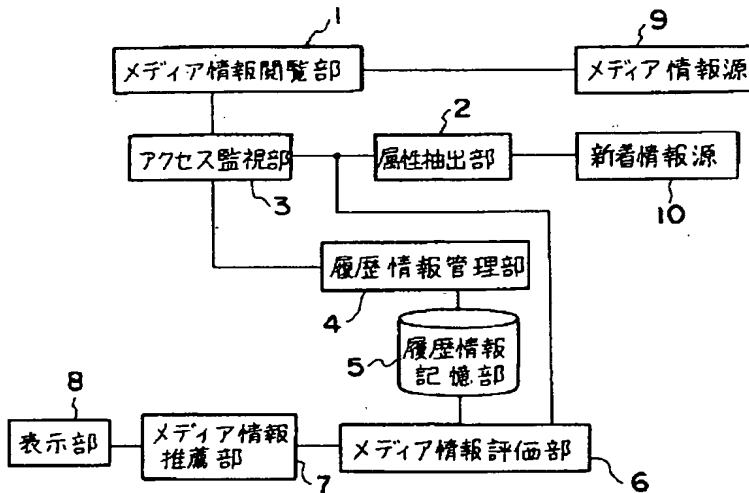 1
9
メディア情報閲覧部
メディア情報源
2
アクセス監視部
属性抽出部
新着情報源
3
10
履歴情報管理部
4
5
履歴情報
記憶部
8
表示部
メディア情報
推薦部
メディア情報評価部
7
6